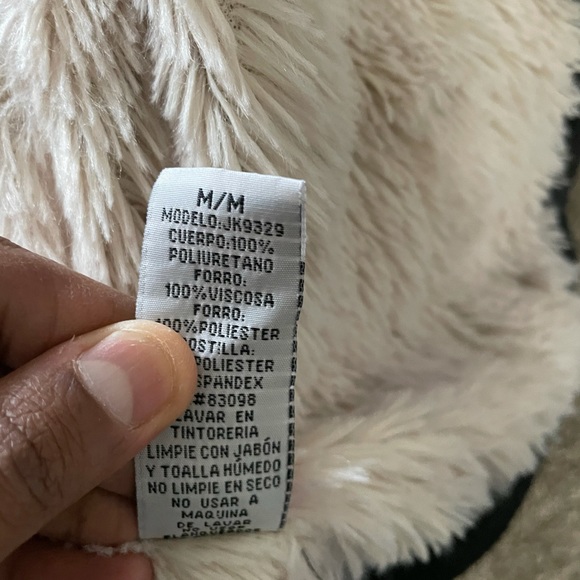 M/M
MODELO:JK9329
CUERPO:100%
POLIURETANO
FORRO:
100%VISCOSA
FORRO:
100%POLIESTER
OSTILLA:
POLIESTER
SPANDEX
#83098
LAVAR EN
TINTORERIA
LIMPIE CON JABÓN
Y TOALLA HÚMEDO
NO LIMPIE EN SECO
NO USAR A
MAQUINA
DE LAVAR